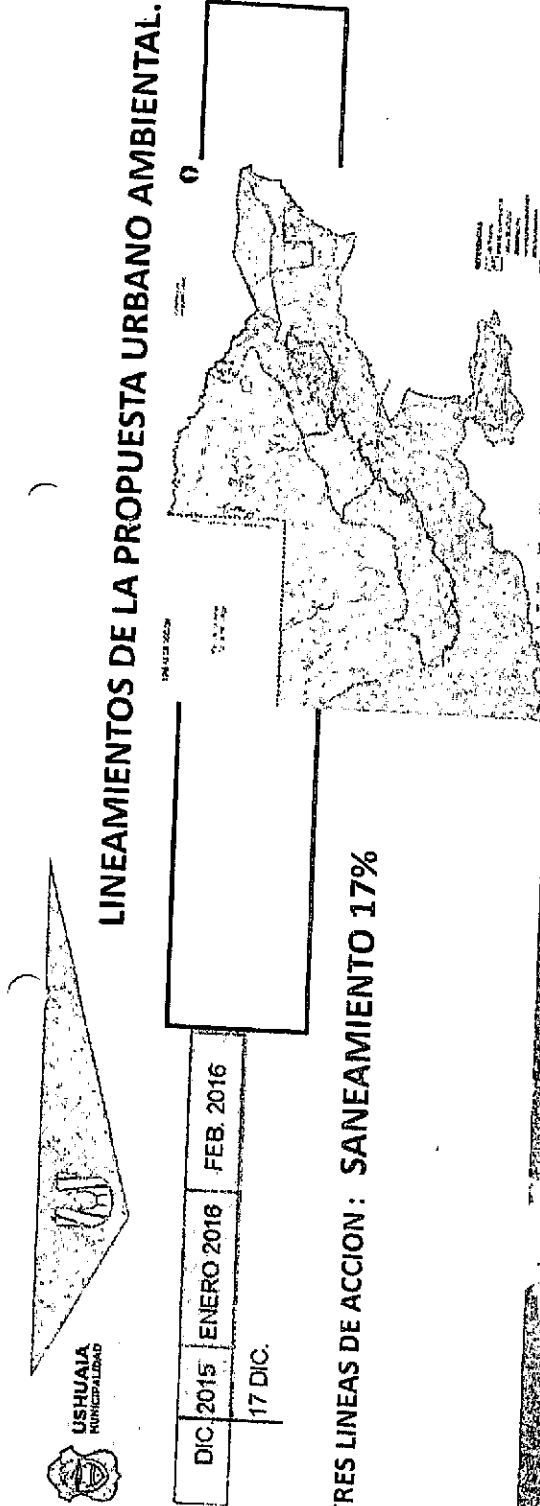 USHUAIA
MUNICIPALIDAD
LINEAMIENTOS DE LA PROPUESTA URBANO AMBIENTAL.
DIC. 2015 ENERO 2016 FEB. 2016
17 DIC.
TRES LINEAS DE ACCION : SANEAMIENTO 17%